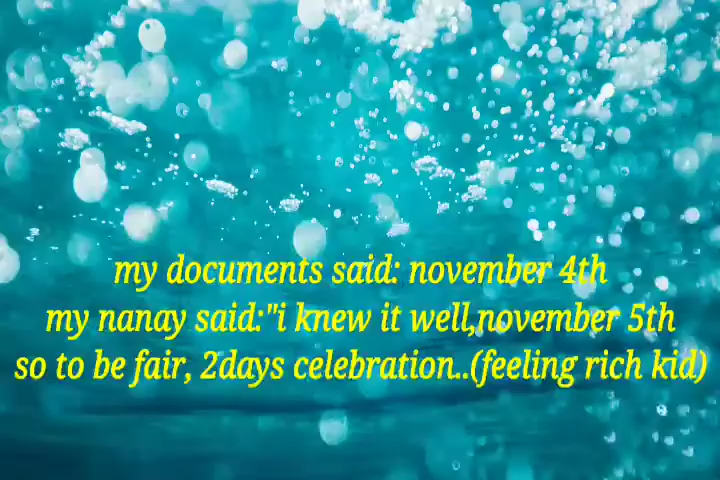 my documents said: november 4th
my nanay said:"i knew it well,november 5th
so to be fair, 2days celebration..(feeling rich kid)